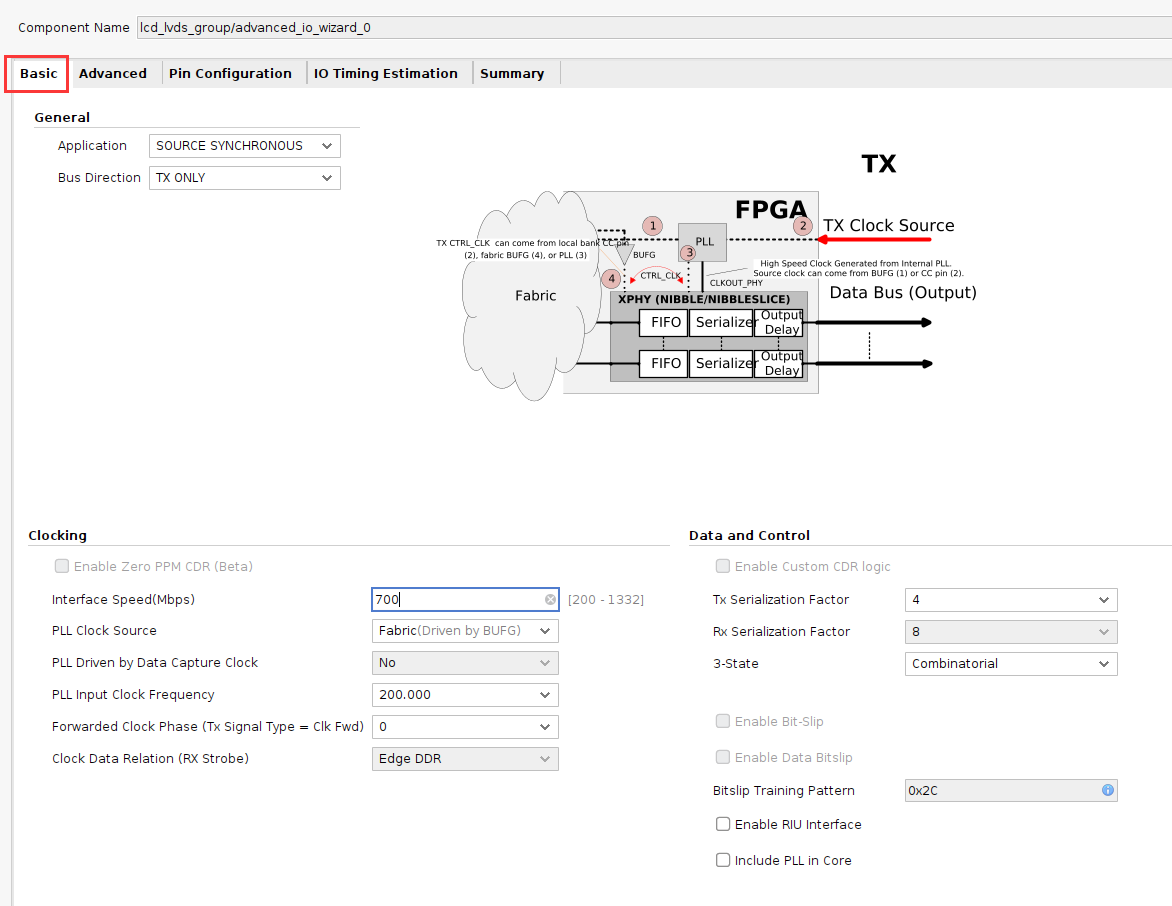 Component Name lcd_lvds_group/advanced_io_wizard_0
Basic Advanced Pin Configuration IO Timing Estimation Summary
General
Application SOURCE SYNCHRONOUS
Bus Direction TX ONLY
TX
FPGA
1
2
TX Clock Source
TX CTRL_CLK can come from local bank CC pin
(2), fabric BUFG (4), or PLL (3)
PLL
BUFG
3
High Speed Clock Generated from Internal PLL.
Source clock can come from BUFG (1) or CC pin (2).
4
CTRL_CLK
CLKOUT_PHY
Data Bus (Output)
Fabric
XPHY (NIBBLE/NIBBLESLICE)
FIFO Serializer Output
Delay
FIFO Serializer Output
Delay
Clocking
Enable Zero PPM CDR (Beta)
Interface Speed(Mbps) 700 [200 - 1332]
PLL Clock Source Fabric(Driven by BUFG)
PLL Driven by Data Capture Clock No
PLL Input Clock Frequency 200.000
Forwarded Clock Phase (Tx Signal Type = Clk Fwd) 0
Clock Data Relation (RX Strobe) Edge DDR
Data and Control
Enable Custom CDR logic
Tx Serialization Factor 4
Rx Serialization Factor 8
3-State Combinatorial
Enable Bit-Slip
Enable Data Bitslip
Bitslip Training Pattern 0x2C
Enable RIU Interface
Include PLL in Core